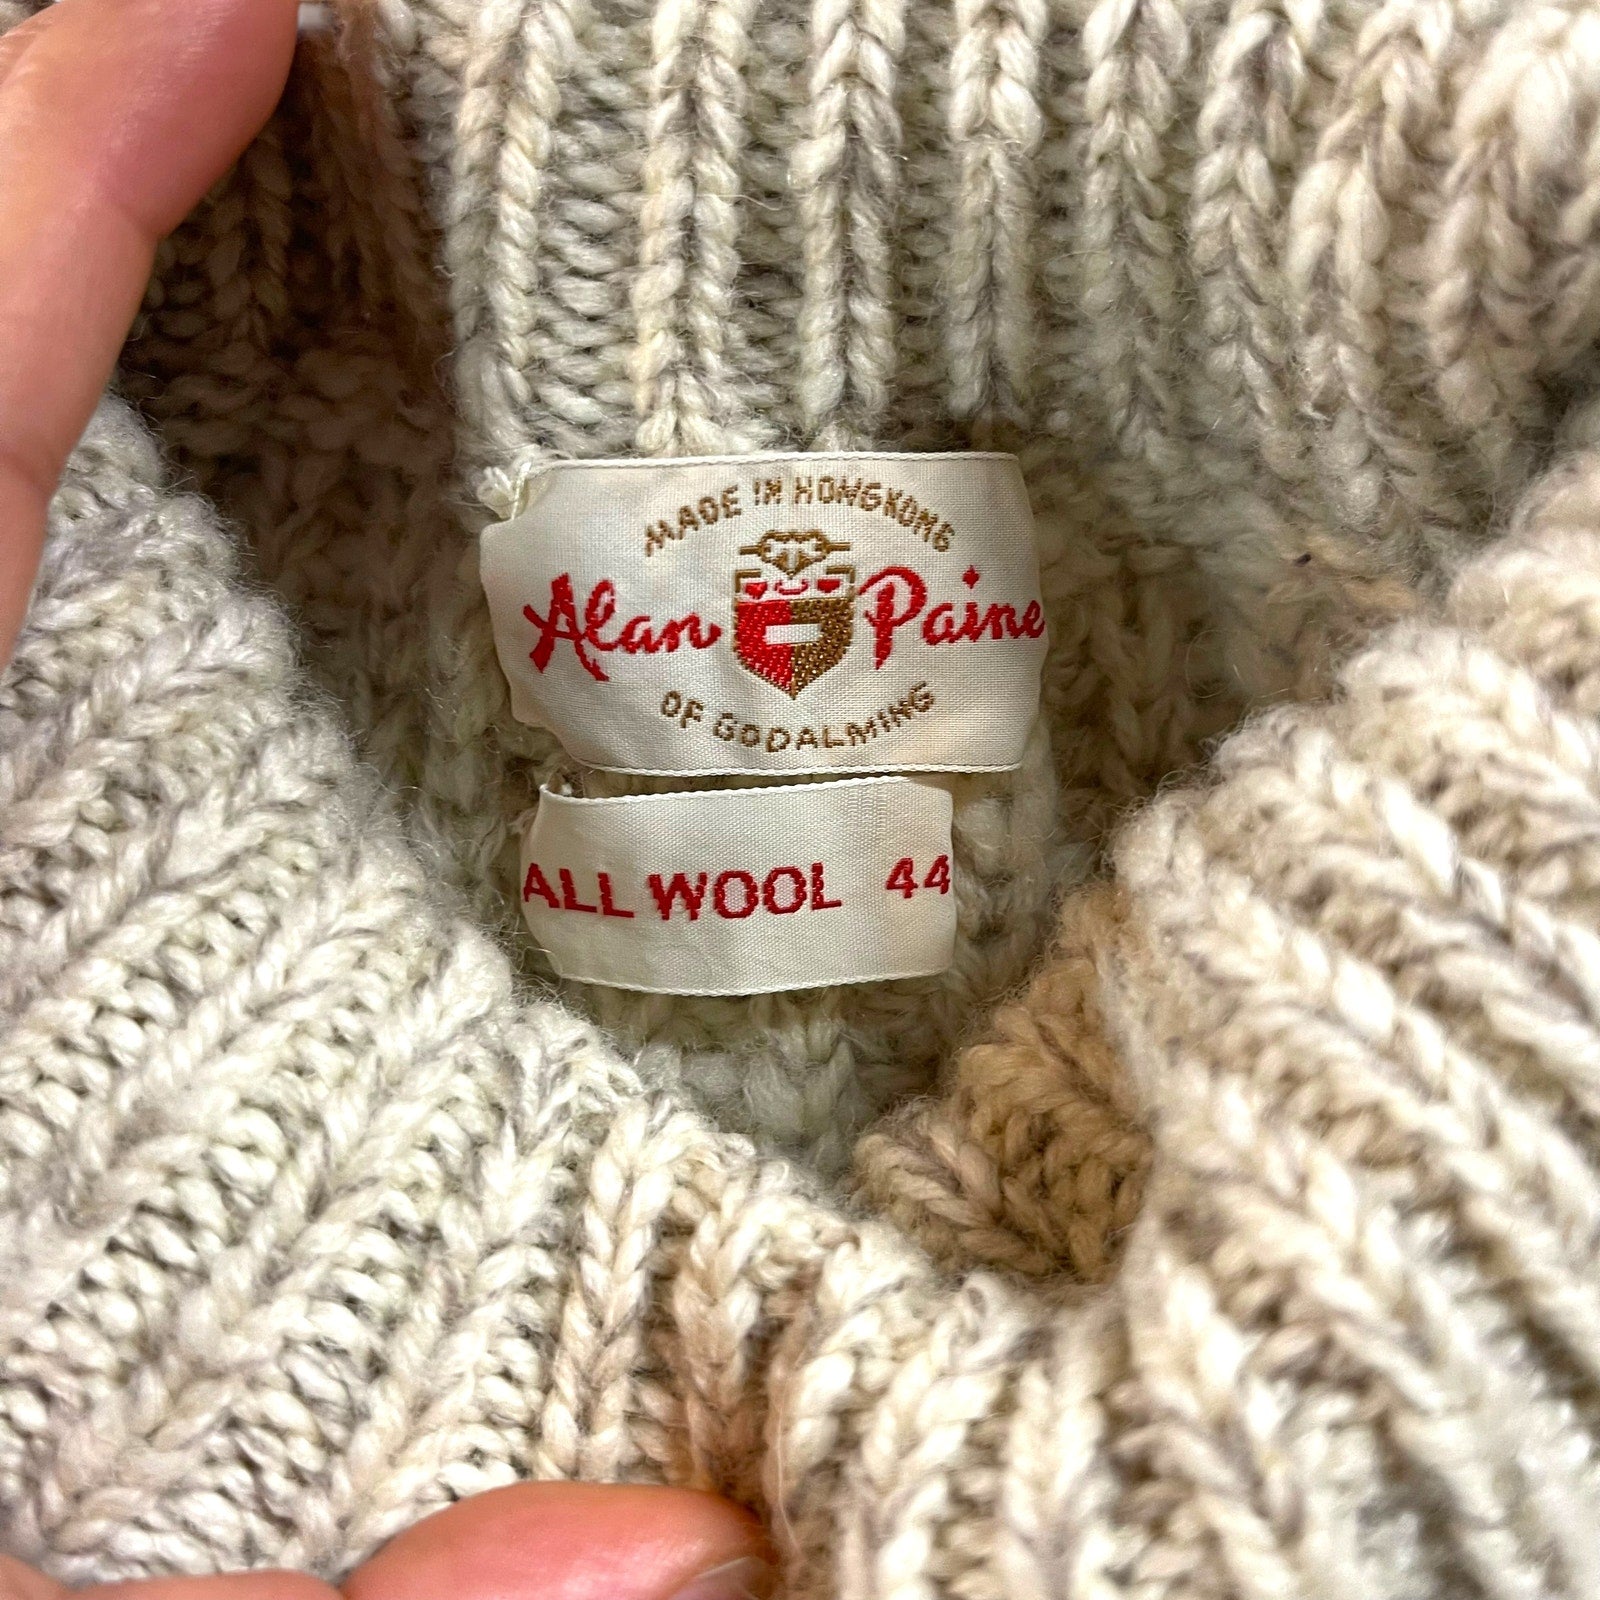 MADE IN HONGKONG
Alan Paine
OF GODALMING
ALL WOOL 44